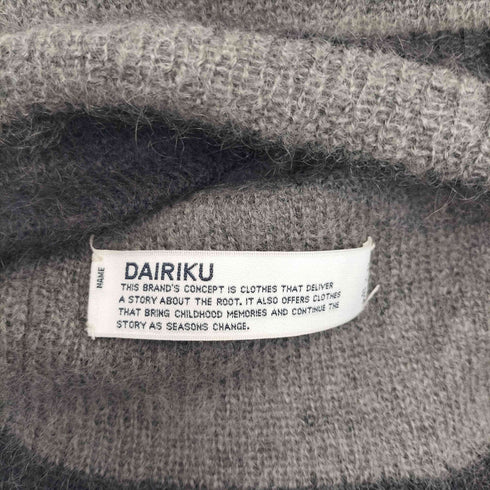 NAME
DAIRIKU
THIS BRAND'S CONCEPT IS CLOTHES THAT DELIVER
A STORY ABOUT THE ROOT. IT ALSO OFFERS CLOTHES
THAT BRING CHILDHOOD MEMORIES AND CONTINUE THE
STORY AS SEASONS CHANGE.